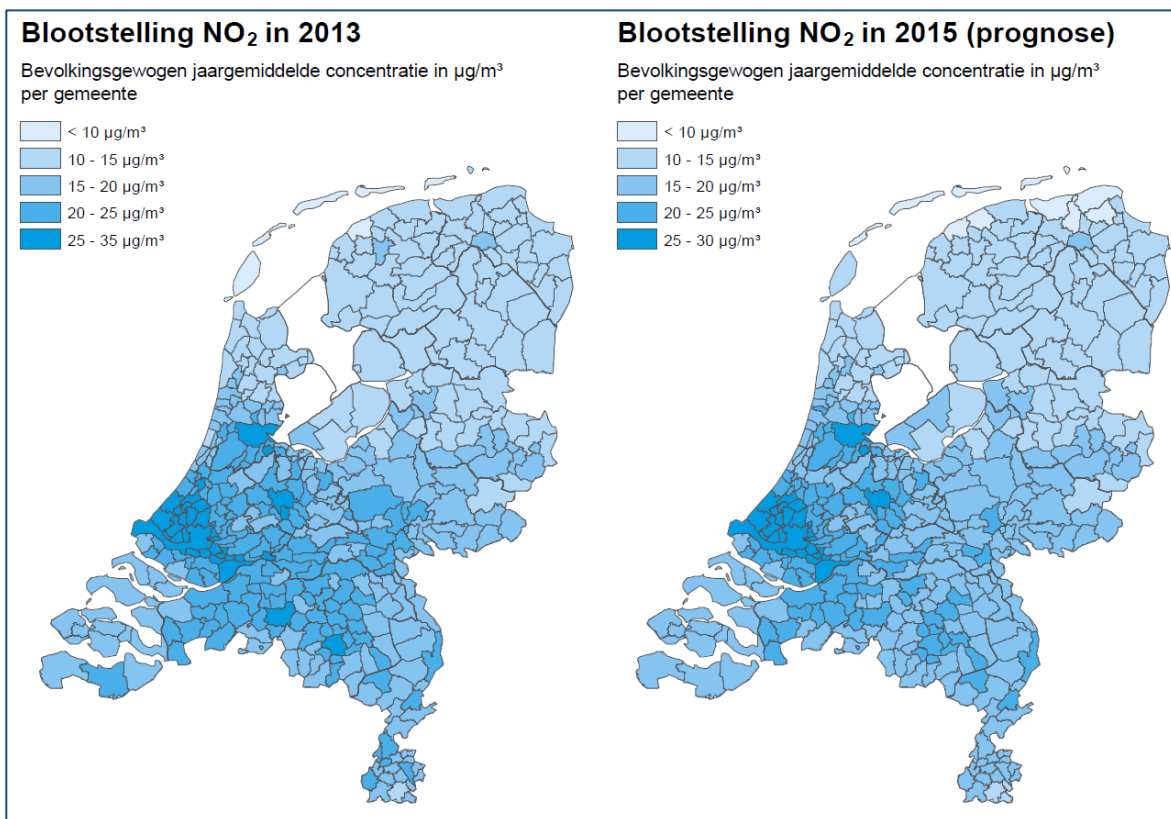 Blootstelling NO₂ in 2013
Bevolkingsgewogen jaargemiddelde concentratie in µg/m³
per gemeente
< 10 µg/m³
10 - 15 µg/m³
15 - 20 µg/m³
20 - 25 µg/m³
25 - 35 µg/m³
Blootstelling NO₂ in 2015 (prognose)
Bevolkingsgewogen jaargemiddelde concentratie in µg/m³
per gemeente
< 10 µg/m³
10 - 15 µg/m³
15 - 20 µg/m³
20 - 25 µg/m³
25 - 30 µg/m³